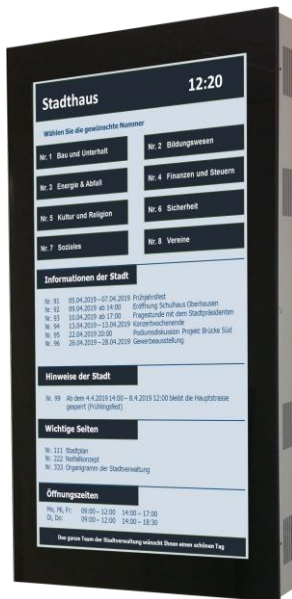 Stadthaus 12:20
Wählen Sie die gewünschte Nummer
Nr. 1 Bau und Unterhalt
Nr. 2 Bildungswesen
Nr. 3 Energie & Abfall
Nr. 4 Finanzen und Steuern
Nr. 5 Kultur und Religion
Nr. 6 Sicherheit
Nr. 7 Soziales
Nr. 8 Vereine
Informationen der Stadt
Nr. 91 05.04.2019–07.04.2019 Frühjahrsfest
Nr. 92 09.04.2019 ab 14:00 Eröffnung Schulhaus Oberhausen
Nr. 93 10.04.2019 ab 17:00 Fragestunde mit dem Stadtpräsidenten
Nr. 94 13.04.2019–13.04.2019 Konzertwochenende
Nr. 95 22.04.2019 20:00 Podiumsdiskussion Projekt Brücke Süd
Nr. 96 26.04.2019–28.04.2019 Gewerbeausstellung
Hinweise der Stadt
Nr. 99 Ab dem 4.4.2019 14:00– 8.4.2019 12:00 bleibt die Hauptstrasse
gesperrt (Frühlingsfest)
Wichtige Seiten
Nr. 111 Stadtplan
Nr. 222 Notfallkonzept
Nr. 333 Organigramm der Stadtverwaltung
Öffnungszeiten
Mo, Mi, Fr: 09:00– 12:00 14:00 – 17:00
Di, Do: 09:00– 12:00 14:00 – 18:30
Das ganze Team der Stadtverwaltung wünscht Ihnen einen schönen Tag